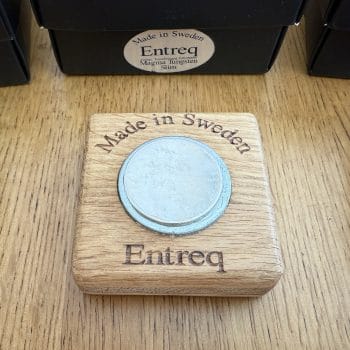 Made in Sweden
Entreq
Magma Tungsten
Slim
Made in Sweden
Entreq